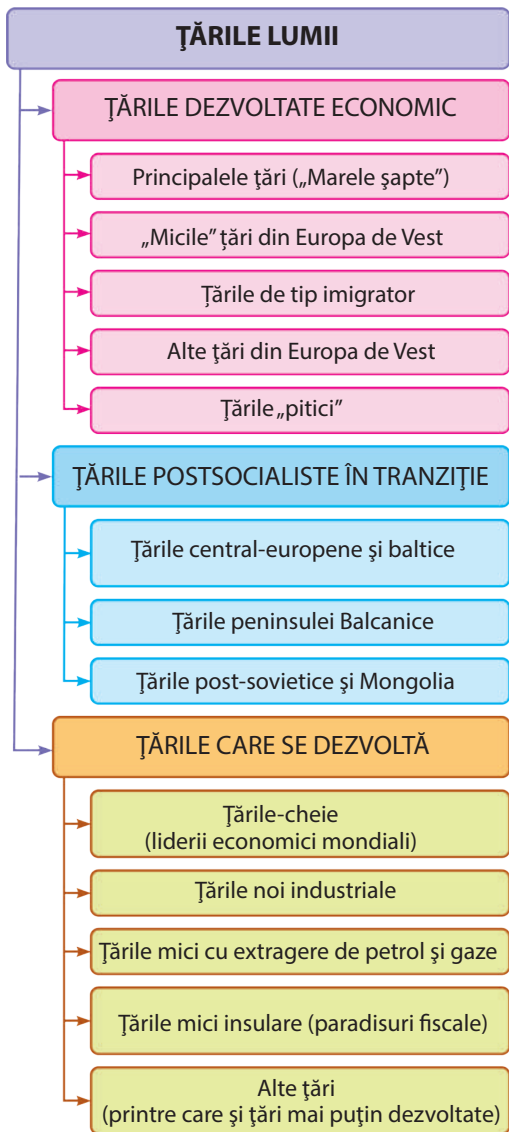 ŢĂRILE LUMII
ŢĂRILE DEZVOLTATE ECONOMIC
Principalele ţări („Marele şapte”)
„Micile” țări din Europa de Vest
Țările de tip imigrator
Alte ţări din Europa de Vest
Ţările „pitici”
ŢĂRILE POSTSOCIALISTE ÎN TRANZIŢIE
Ţările central-europene şi baltice
Ţările peninsulei Balcanice
Ţările post-sovietice şi Mongolia
ŢĂRILE CARE SE DEZVOLTĂ
Ţările-cheie
(liderii economici mondiali)
Ţările noi industriale
Ţările mici cu extragere de petrol şi gaze
Ţările mici insulare (paradisuri fiscale)
Alte ţări
(printre care şi ţări mai puţin dezvoltate)